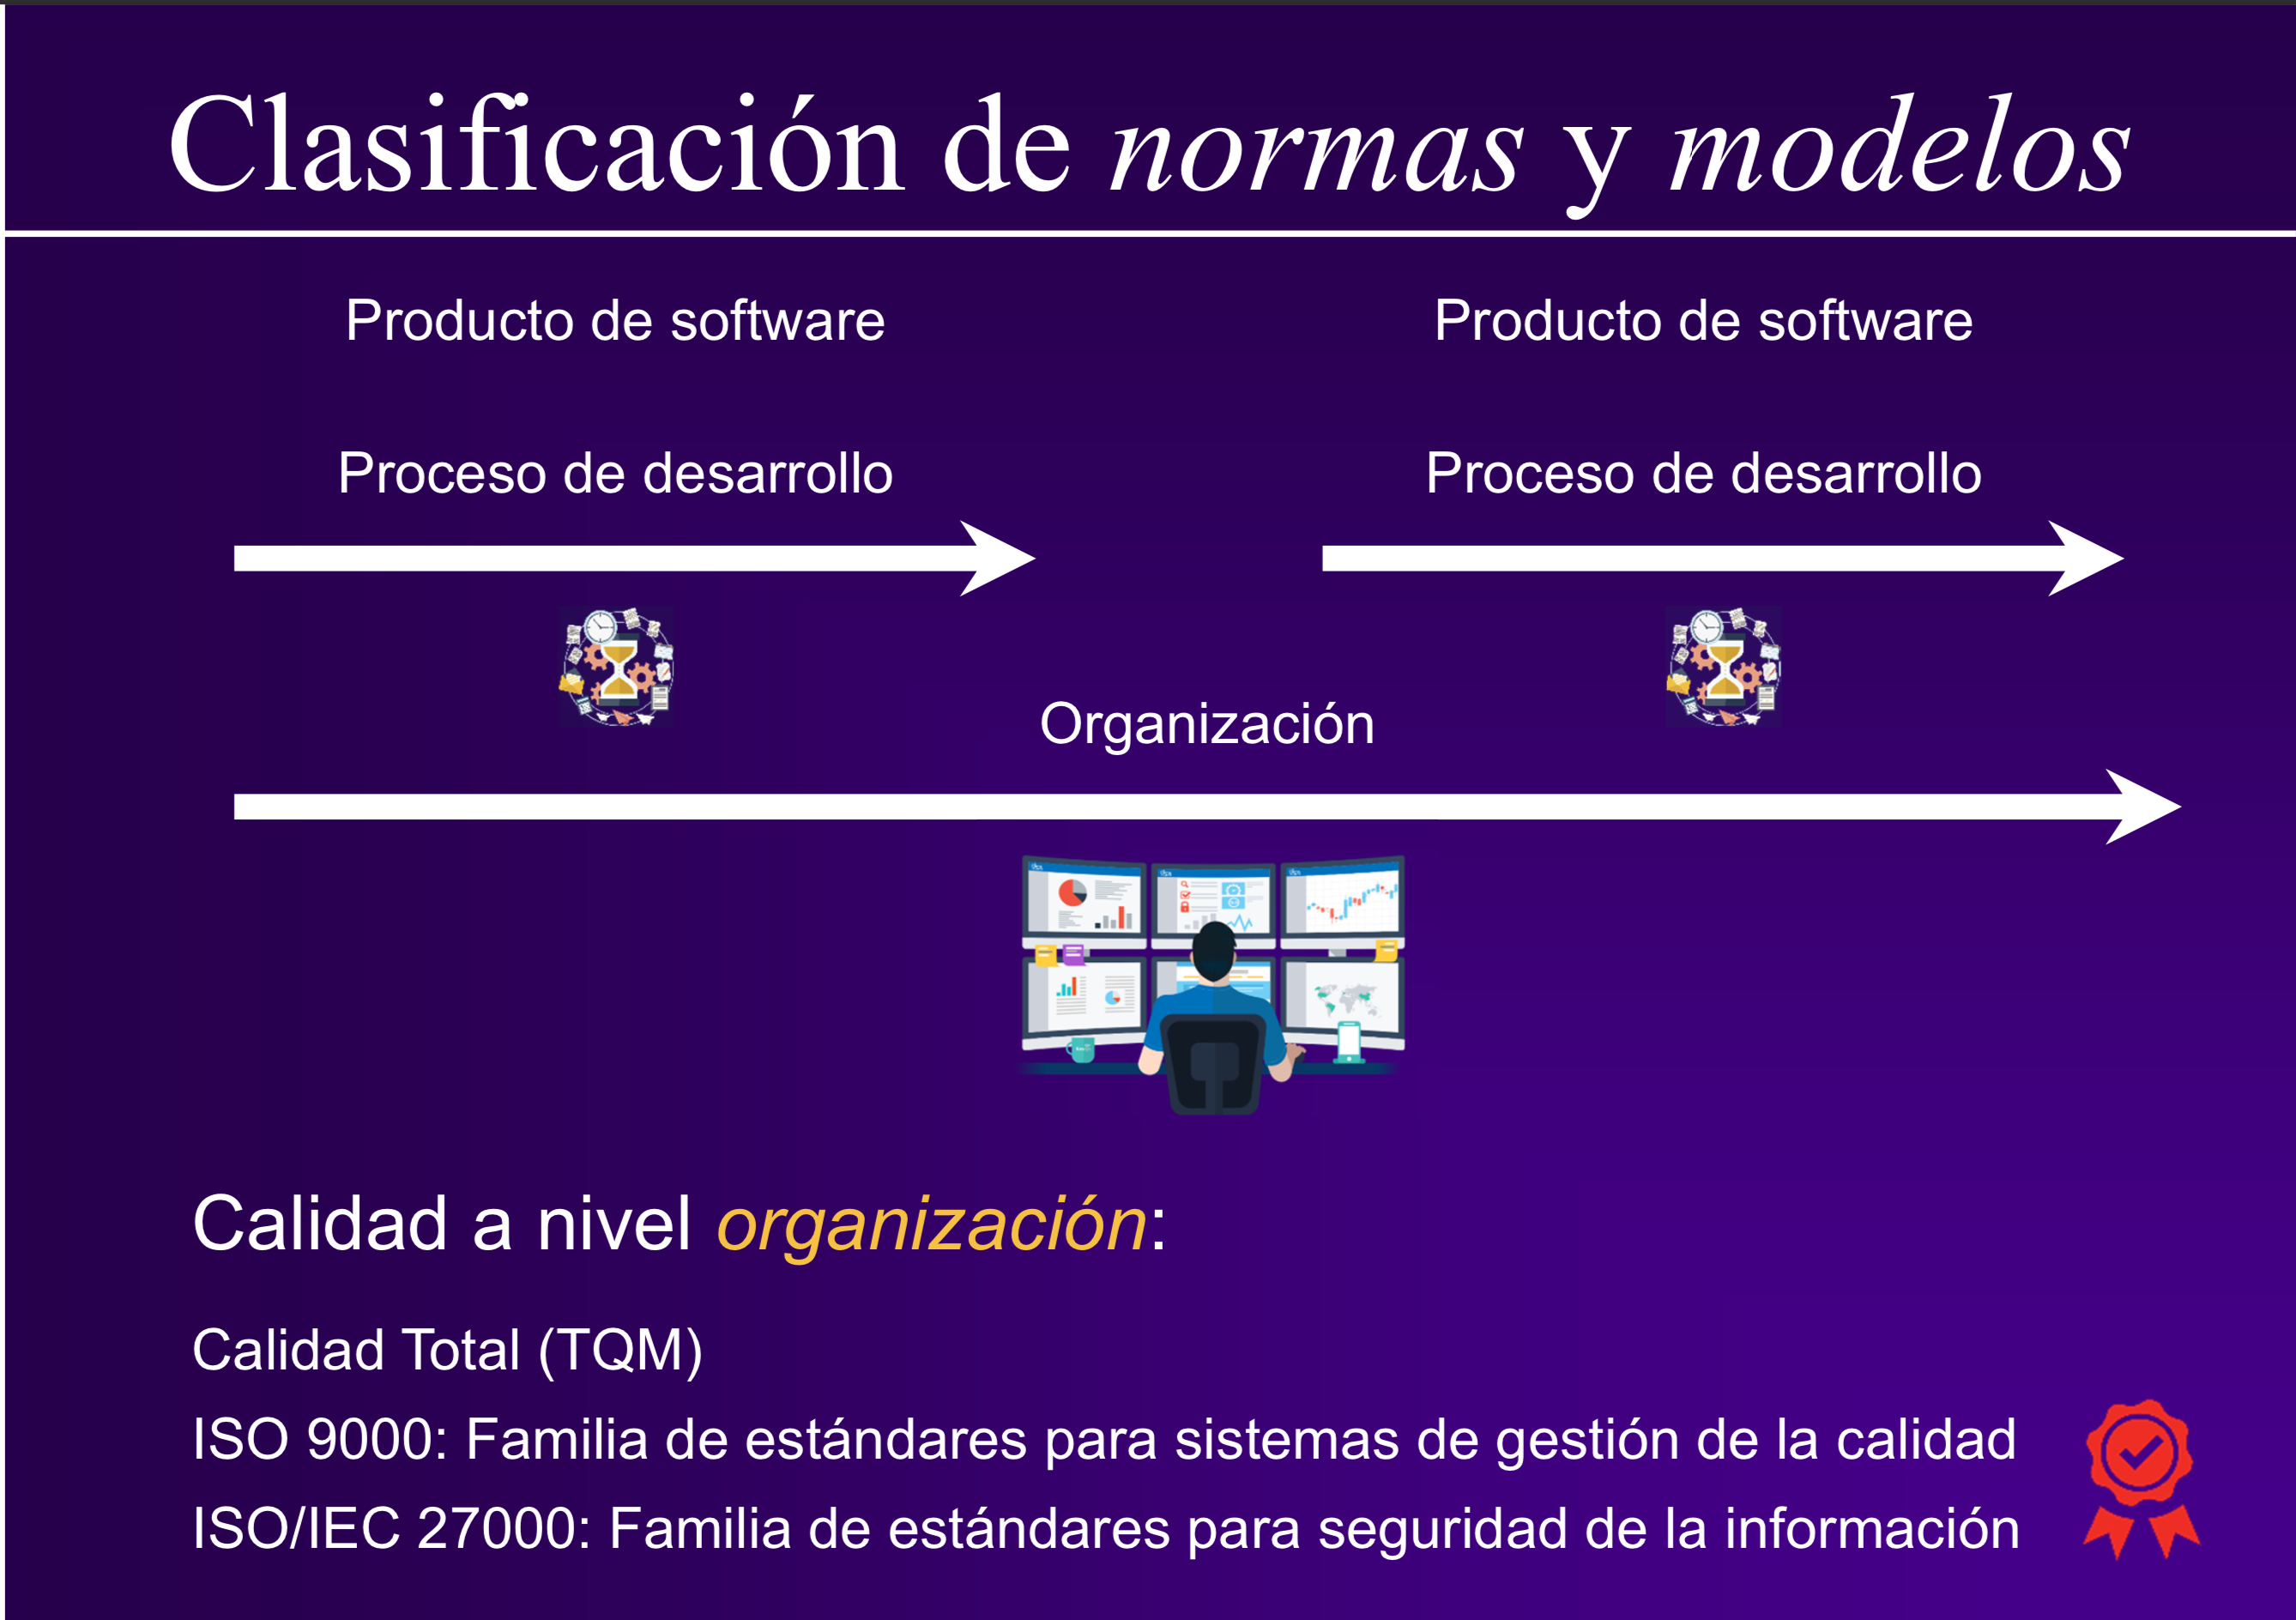 Clasificación de normas y modelos
Producto de software
Producto de software
Proceso de desarrollo
Proceso de desarrollo
Organización
Calidad a nivel organización:
Calidad Total (TQM)
ISO 9000: Familia de estándares para sistemas de gestión de la calidad
ISO/IEC 27000: Familia de estándares para seguridad de la información